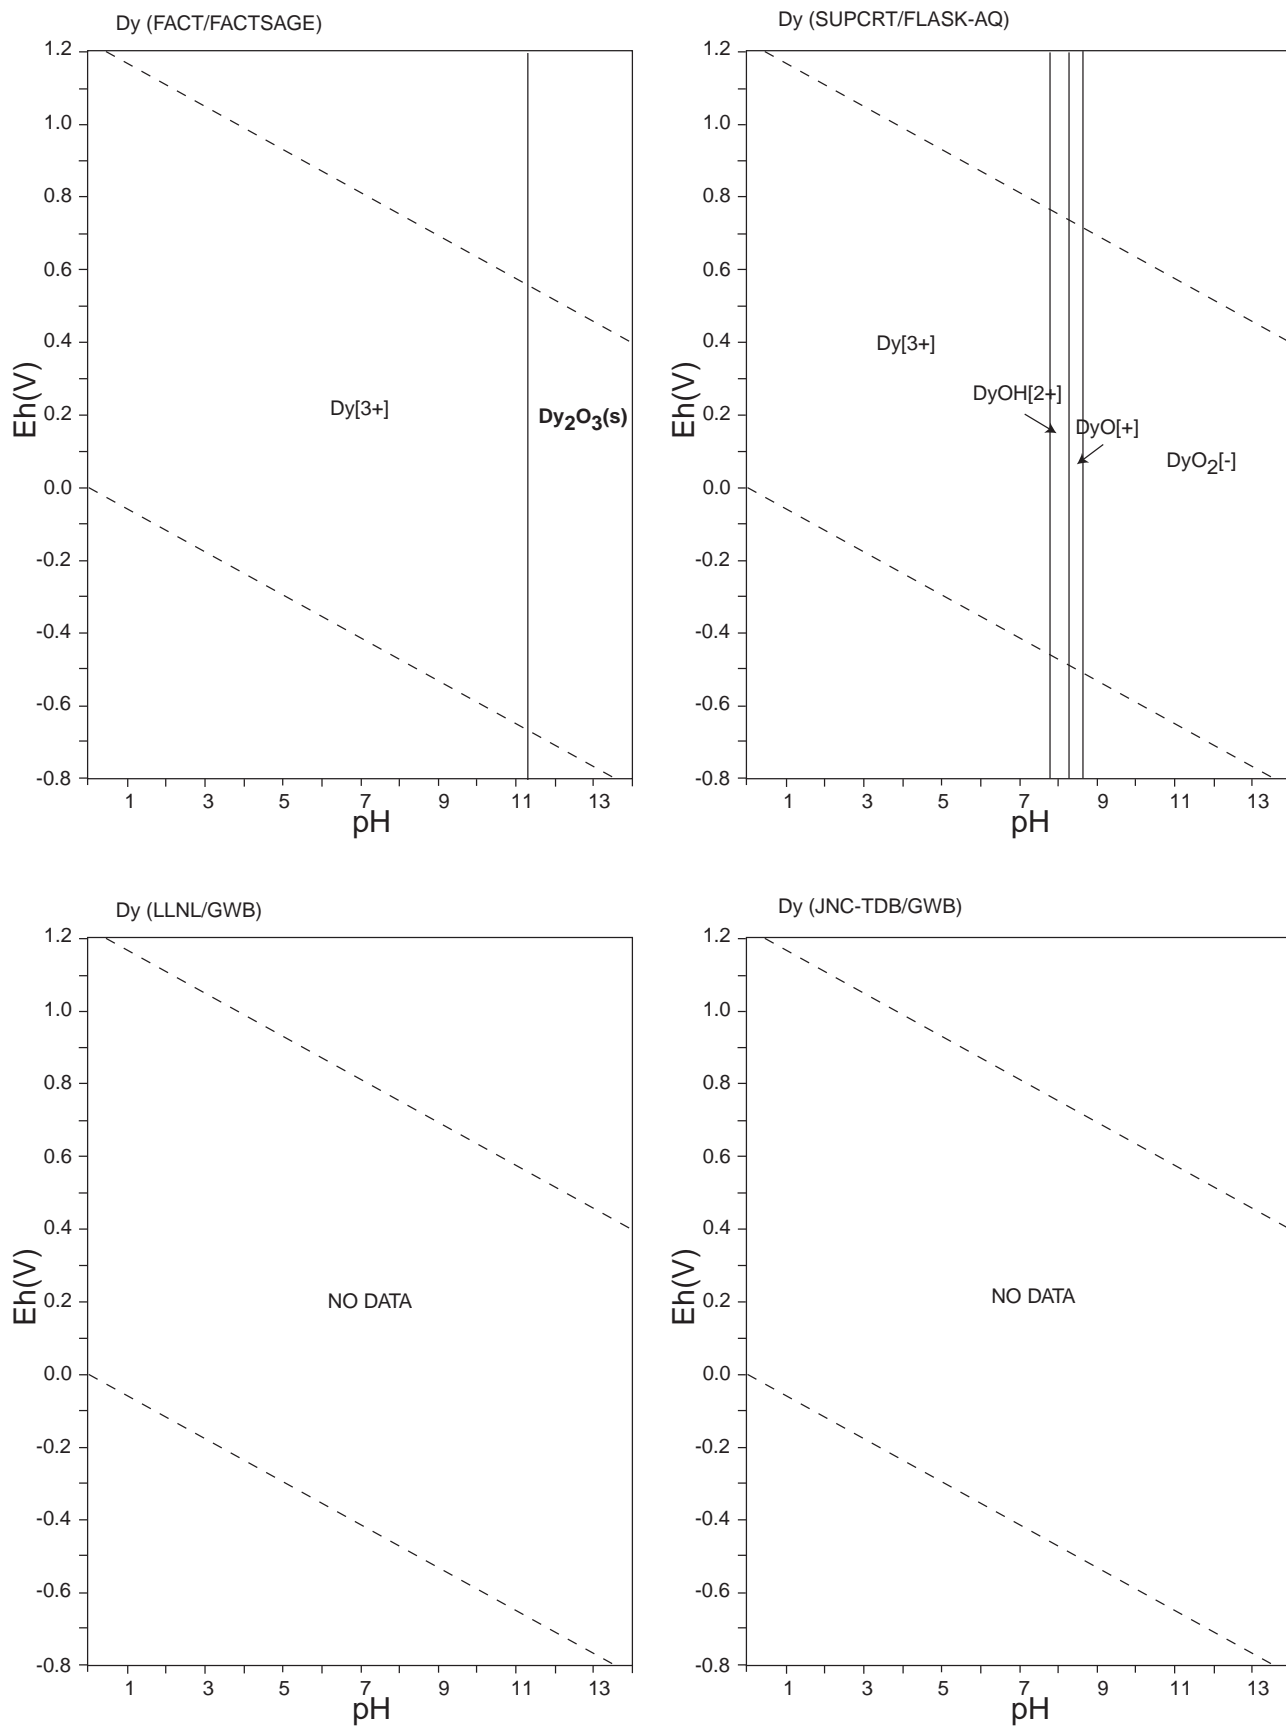 Dy (FACT/FACTSAGE)
1.2
1.0
0.8
0.6
0.4
0.2
0.0
-0.2
-0.4
-0.6
-0.8
Eh(V)
Dy[3+]
Dy2O3(s)
1 3 5 7 9 11 13
pH
Dy (SUPCRT/FLASK-AQ)
1.2
1.0
0.8
0.6
0.4
0.2
0.0
-0.2
-0.4
-0.6
-0.8
Eh(V)
Dy[3+]
DyOH[2+]
DyO[+]
DyO2[-]
1 3 5 7 9 11 13
pH
Dy (LLNL/GWB)
1.2
1.0
0.8
0.6
0.4
0.2
0.0
-0.2
-0.4
-0.6
-0.8
Eh(V)
NO DATA
1 3 5 7 9 11 13
pH
Dy (JNC-TDB/GWB)
1.2
1.0
0.8
0.6
0.4
0.2
0.0
-0.2
-0.4
-0.6
-0.8
Eh(V)
NO DATA
1 3 5 7 9 11 13
pH